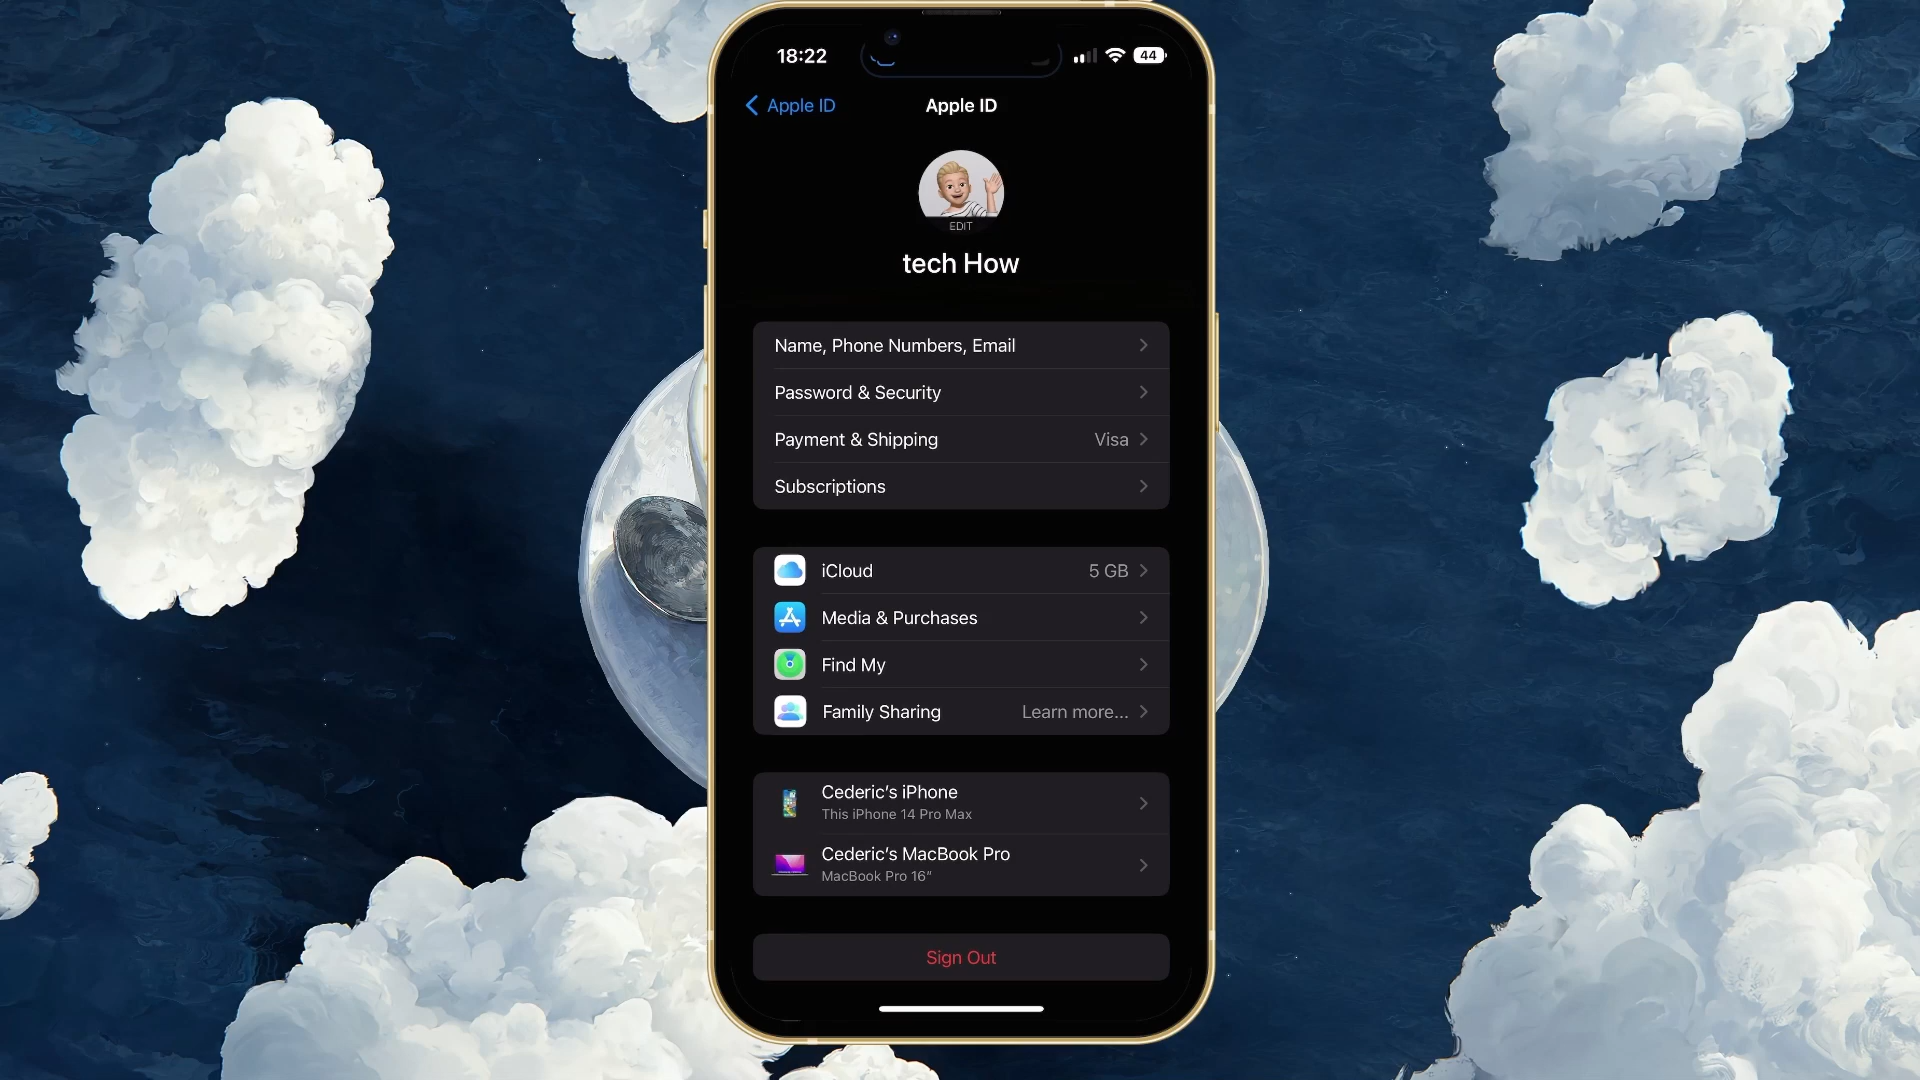 18:22
44
Apple ID
Apple ID
EDIT
tech How
Name, Phone Numbers, Email
Password & Security
Payment & Shipping
Visa
Subscriptions
iCloud
5 GB
Media & Purchases
Find My
Family Sharing
Learn more...
Cederic's iPhone
This iPhone 14 Pro Max
Cederic's MacBook Pro
MacBook Pro 16"
Sign Out